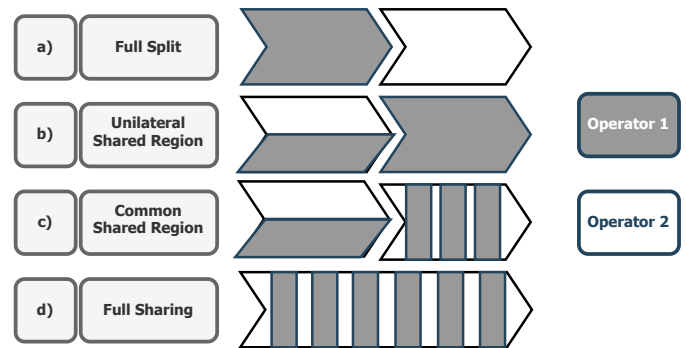 a)
Full Split
b)
Unilateral
Shared Region
Operator 1
c)
Common
Shared Region
Operator 2
d)
Full Sharing